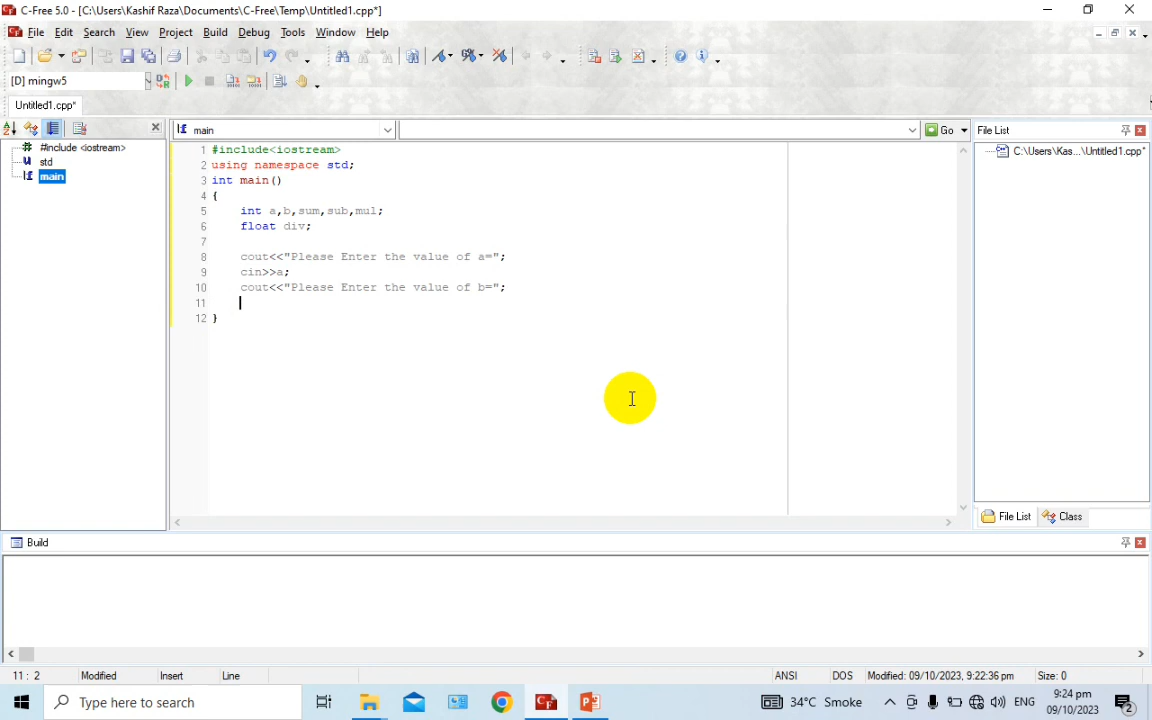 C-Free 5.0 - [C:\Users\Kashif Raza\Documents\C-Free\Temp\Untitled1.cpp*]
File Edit Search View Project Build Debug Tools Window Help
[D] mingw5
Untitled1.cpp*
main
Go
File List
#include <iostream>
std
main
C:\Users\Kas...\Untitled1.cpp*
1 #include<iostream>
2 using namespace std;
3 int main()
4 {
5 int a,b,sum,sub,mul;
6 float div;
7
8 cout<<"Please Enter the value of a=";
9 cin>>a;
10 cout<<"Please Enter the value of b=";
11
12 }
File List Class
Build
11 : 2 Modified Insert Line ANSI DOS Modified: 09/10/2023, 9:22:36 pm Size: 0
Type here to search
34°C Smoke ENG
9:24 pm
09/10/2023
2